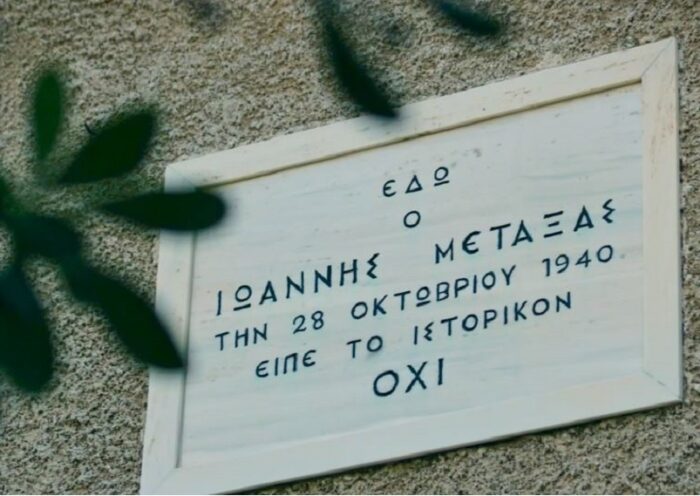 ΕΔΩ
Ο
ΙΩΑΝΝΗΣ ΜΕΤΑΞΑΣ
ΤΗΝ 28 ΟΚΤΩΒΡΙΟΥ 1940
ΕΙΠΕ ΤΟ ΙΣΤΟΡΙΚΟΝ
ΟΧΙ